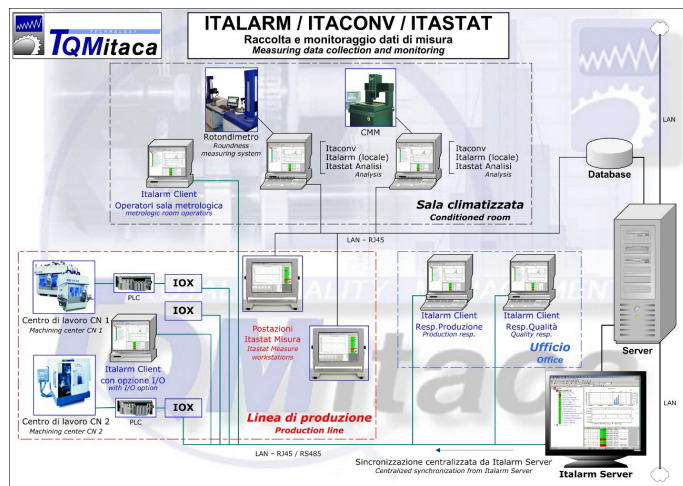 TECHNOLOGY
TQMitaca
ITALARM / ITACONV / ITASTAT
Raccolta e monitoraggio dati di misura
Measuring data collection and monitoring
LAN
Rotondimetro
Roundness
measuring system
CMM
Itaconv
Italarm (locale)
Itastat Analisi
Analysis
Itaconv
Italarm (locale)
Itastat Analisi
Analysis
Database
Italarm Client
Operatori sala metrologica
metrologic room operators
Sala climatizzata
Conditioned room
LAN – RJ45
PLC
IOX
IOX
Centro di lavoro CN 1
Machining center CN 1
Italarm Client
con opzione I/O
with I/O option
Postazioni
Itastat Misura
Itastat Measure
workstations
Italarm Client
Resp.Produzione
Production resp.
Italarm Client
Resp.Qualità
Quality resp.
Ufficio
Office
Server
PLC
IOX
Centro di lavoro CN 2
Machining center CN 2
Linea di produzione
Production line
LAN
LAN – RJ45 / RS485
Sincronizzazione centralizzata da Italarm Server
Centralized synchronization from Italarm Server
Italarm Server
TQMitaca